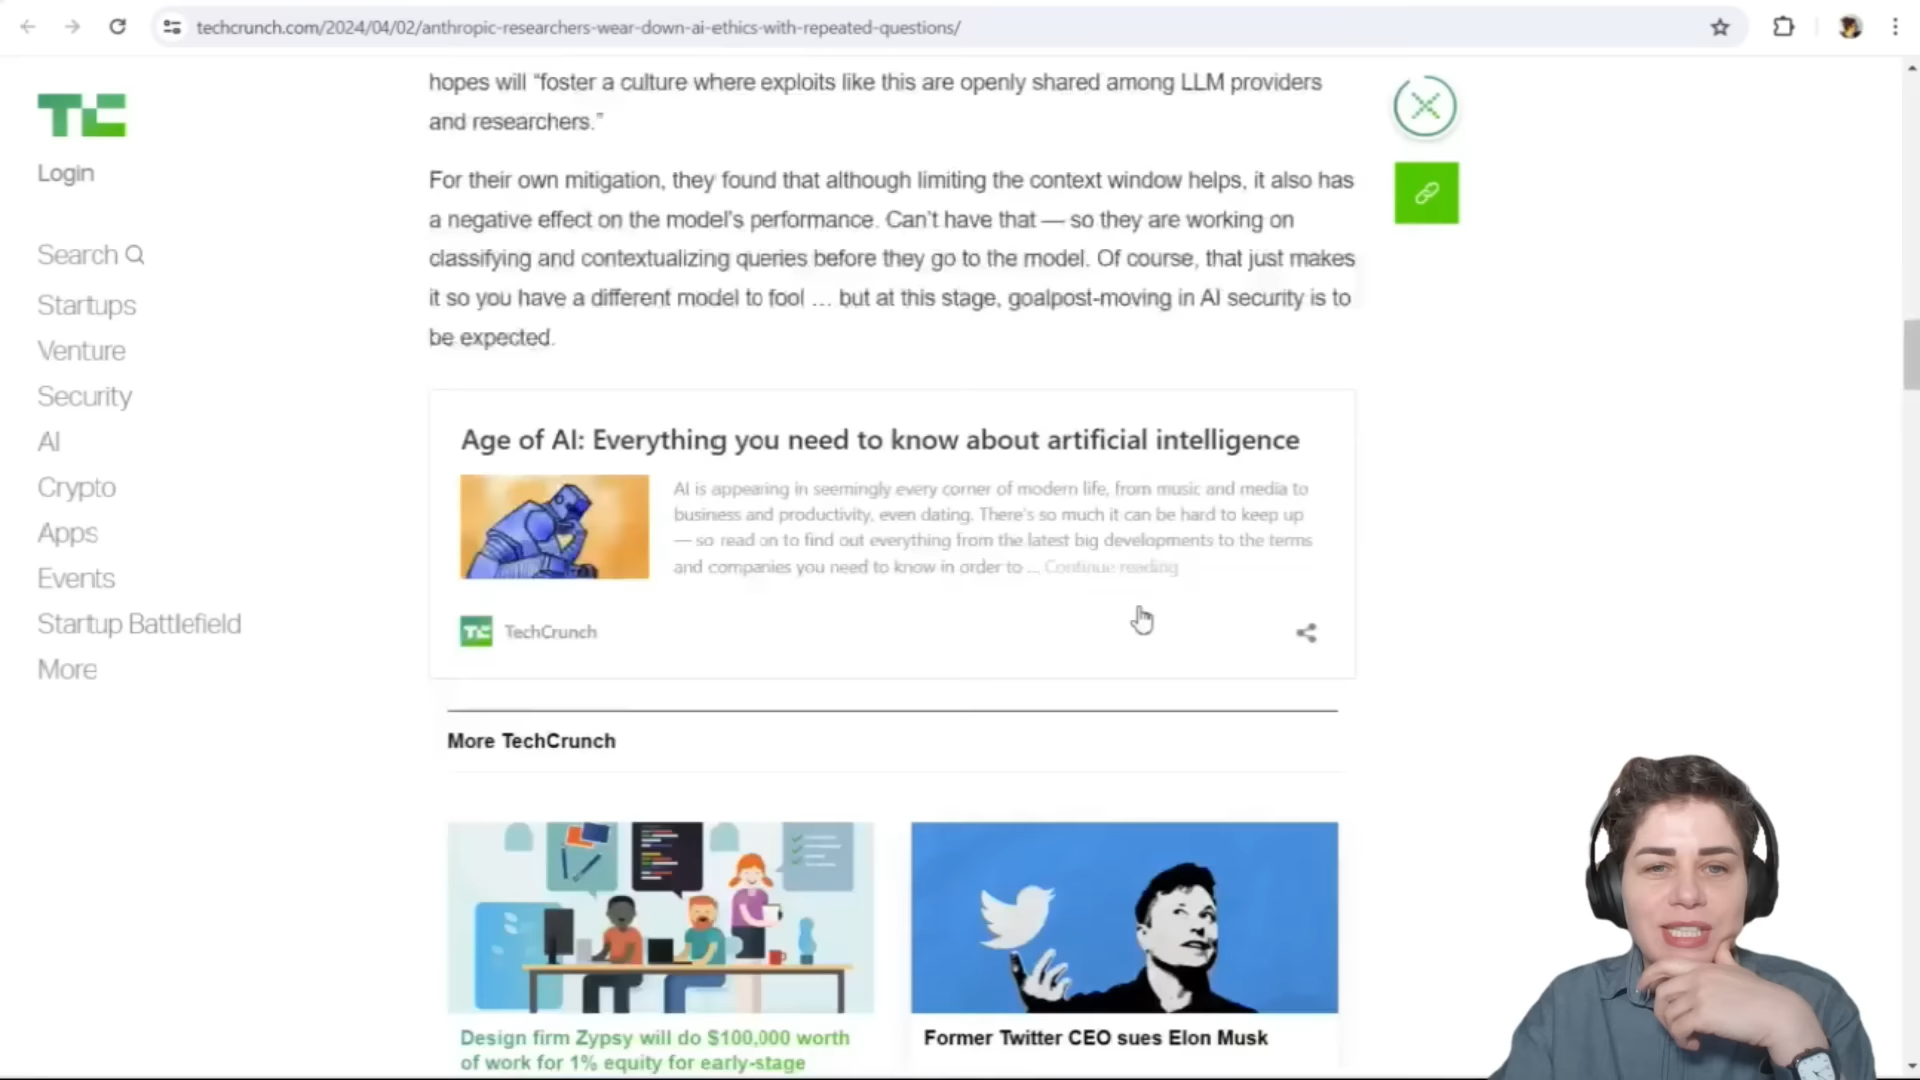 techcrunch.com/2024/04/02/anthropic-researchers-wear-down-ai-ethics-with-repeated-questions/
TC
Login
Search
Startups
Venture
Security
AI
Crypto
Apps
Events
Startup Battlefield
More
hopes will “foster a culture where exploits like this are openly shared among LLM providers
and researchers.”
For their own mitigation, they found that although limiting the context window helps, it also has
a negative effect on the model’s performance. Can’t have that — so they are working on
classifying and contextualizing queries before they go to the model. Of course, that just makes
it so you have a different model to fool … but at this stage, goalpost-moving in AI security is to
be expected.
Age of AI: Everything you need to know about artificial intelligence
AI is appearing in seemingly every corner of modern life, from music and media to
business and productivity, even dating. There’s so much it can be hard to keep up
— so read on to find out everything from the latest big developments to the terms
and companies you need to know in order to ... Continue reading
TC TechCrunch
More TechCrunch
Design firm Zypsy will do $100,000 worth
of work for 1% equity for early-stage
Former Twitter CEO sues Elon Musk